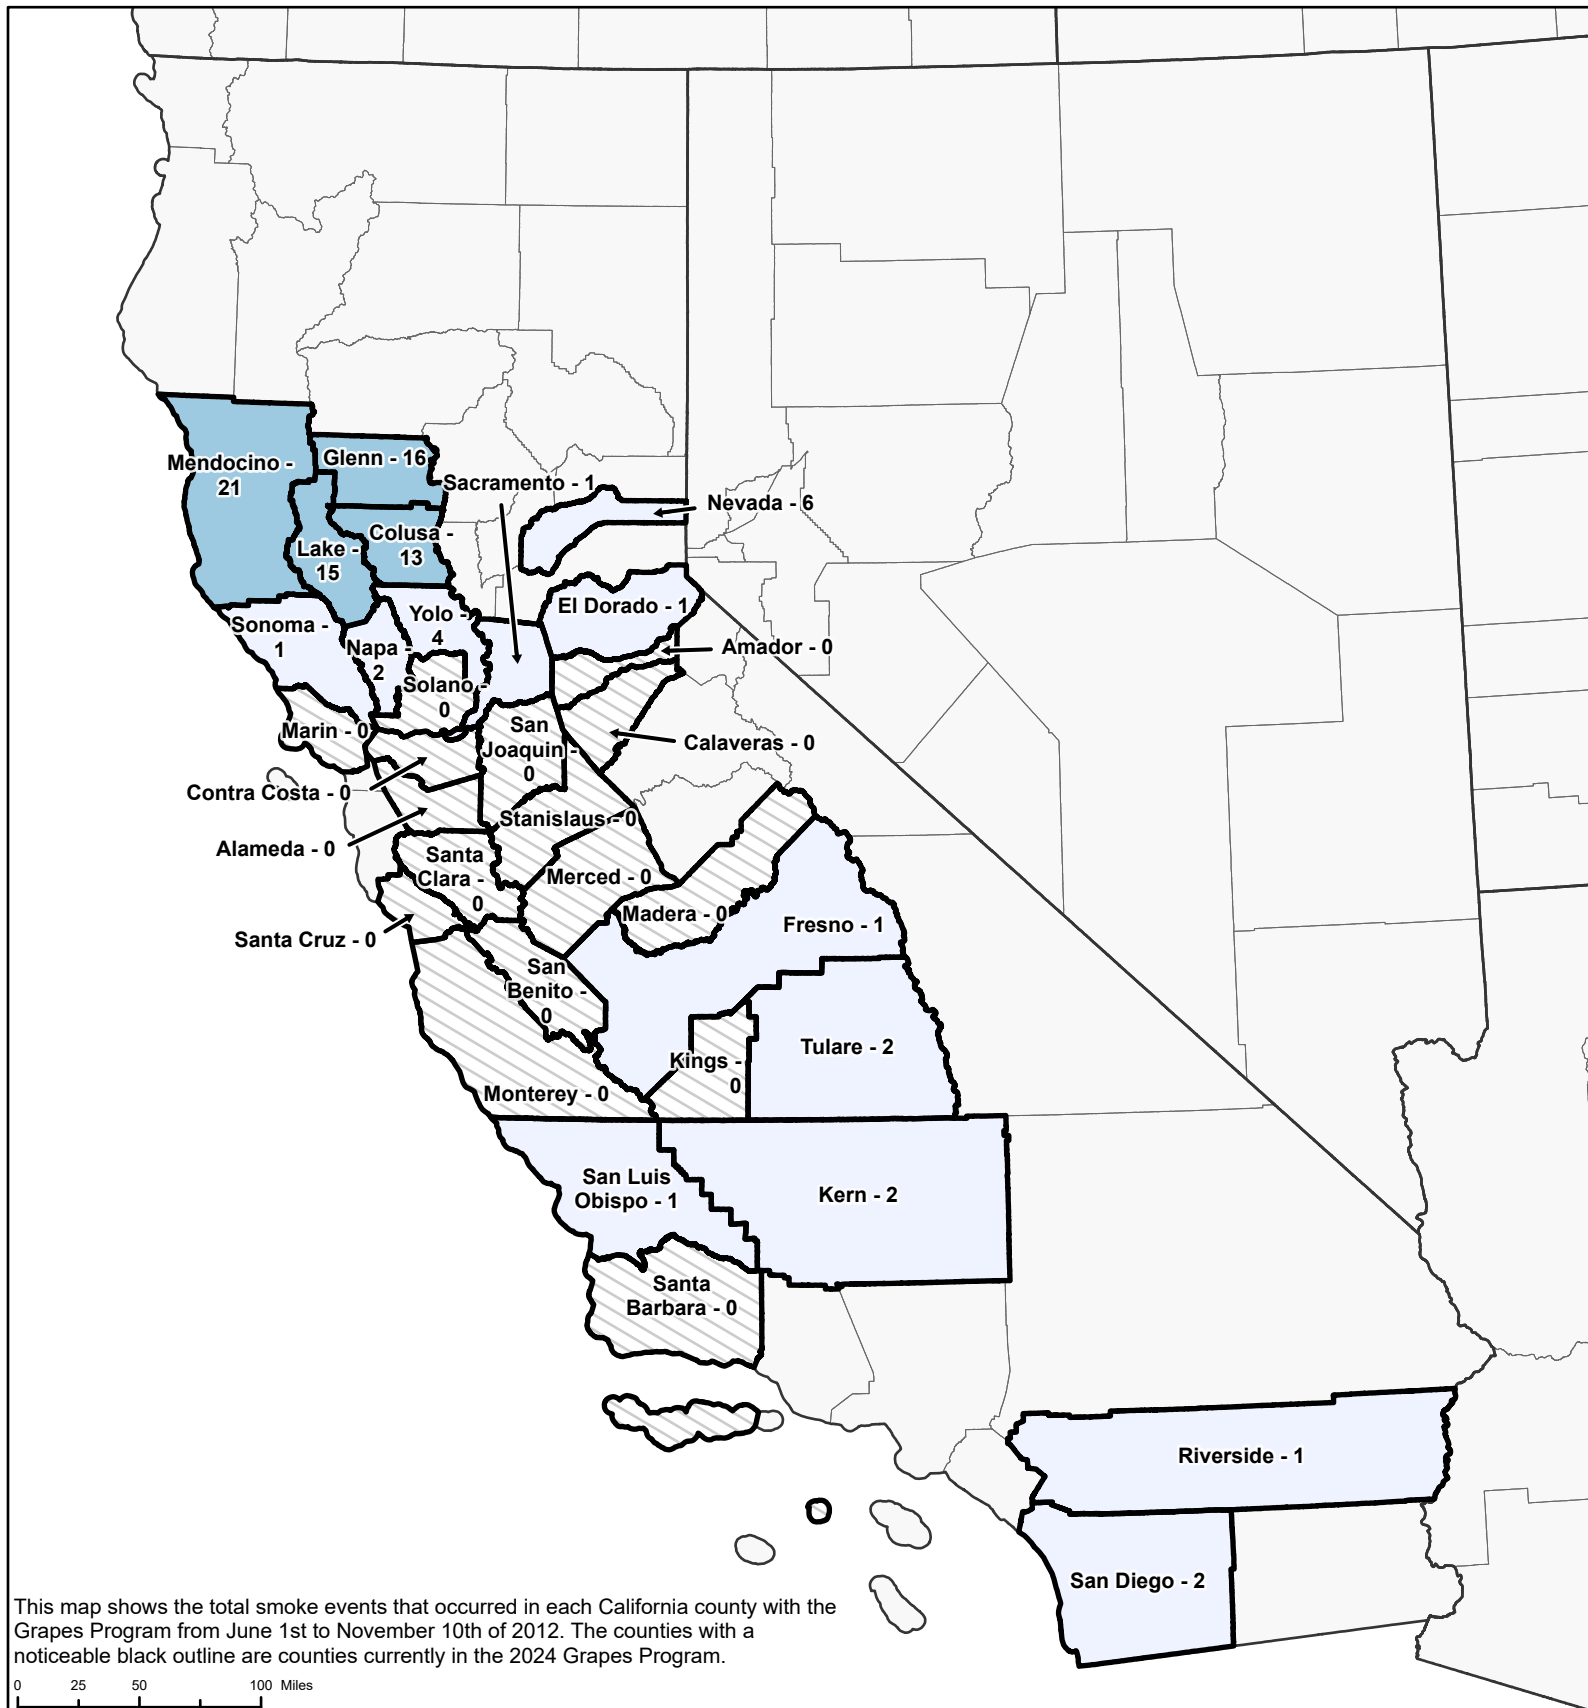 Mendocino -
21
Glenn - 16
Sacramento - 1
Nevada - 6
Colusa -
13
Lake -
15
El Dorado - 1
Sonoma -
1
Yolo -
4
Napa -
2
Amador - 0
Solano -
0
Marin - 0
San
Joaquin -
0
Calaveras - 0
Contra Costa - 0
Stanislaus - 0
Alameda - 0
Santa
Clara -
0
Merced - 0
Madera - 0
Fresno - 1
Santa Cruz - 0
San
Benito -
0
Tulare - 2
Kings -
0
Monterey - 0
San Luis
Obispo - 1
Kern - 2
Santa
Barbara - 0
Riverside - 1
San Diego - 2
This map shows the total smoke events that occurred in each California county with the
Grapes Program from June 1st to November 10th of 2012. The counties with a
noticeable black outline are counties currently in the 2024 Grapes Program.
0 25 50 100 Miles